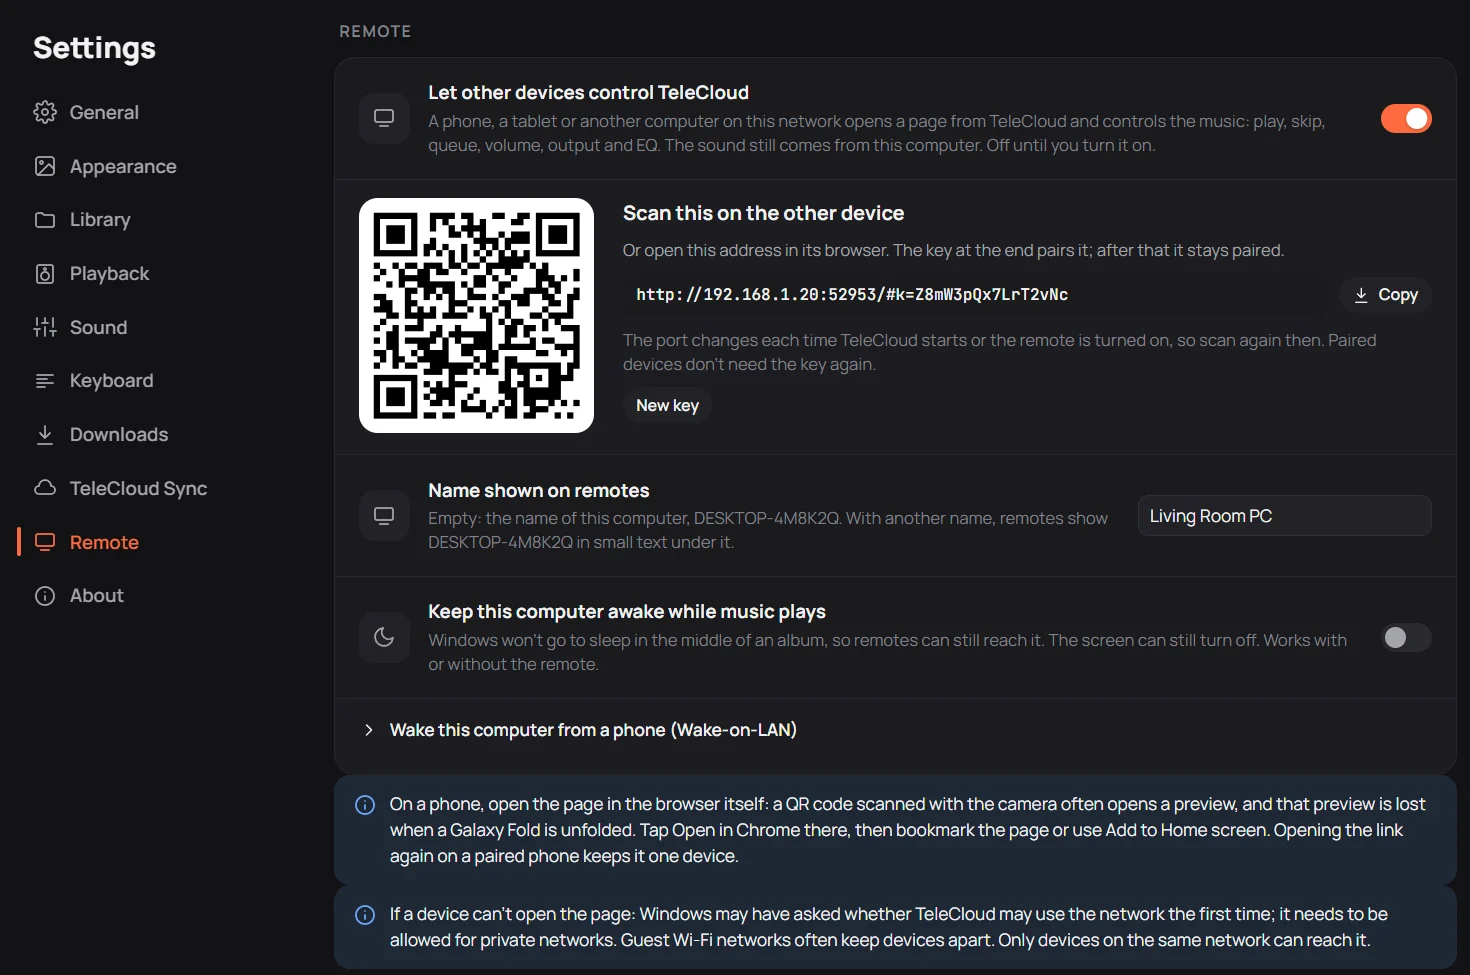 Settings
General
Appearance
Library
Playback
Sound
Keyboard
Downloads
TeleCloud Sync
Remote
About
REMOTE
Let other devices control TeleCloud
A phone, a tablet or another computer on this network opens a page from TeleCloud and controls the music: play, skip,
queue, volume, output and EQ. The sound still comes from this computer. Off until you turn it on.
Scan this on the other device
Or open this address in its browser. The key at the end pairs it; after that it stays paired.
http://192.168.1.20:52953/#k=Z8mW3pQx7LrT2vNc
Copy
The port changes each time TeleCloud starts or the remote is turned on, so scan again then. Paired
devices don't need the key again.
New key
Name shown on remotes
Empty: the name of this computer, DESKTOP-4M8K2Q. With another name, remotes show
DESKTOP-4M8K2Q in small text under it.
Living Room PC
Keep this computer awake while music plays
Windows won't go to sleep in the middle of an album, so remotes can still reach it. The screen can still turn off. Works with
or without the remote.
Wake this computer from a phone (Wake-on-LAN)
On a phone, open the page in the browser itself: a QR code scanned with the camera often opens a preview, and that preview is lost
when a Galaxy Fold is unfolded. Tap Open in Chrome there, then bookmark the page or use Add to Home screen. Opening the link
again on a paired phone keeps it one device.
If a device can't open the page: Windows may have asked whether TeleCloud may use the network the first time; it needs to be
allowed for private networks. Guest Wi-Fi networks often keep devices apart. Only devices on the same network can reach it.